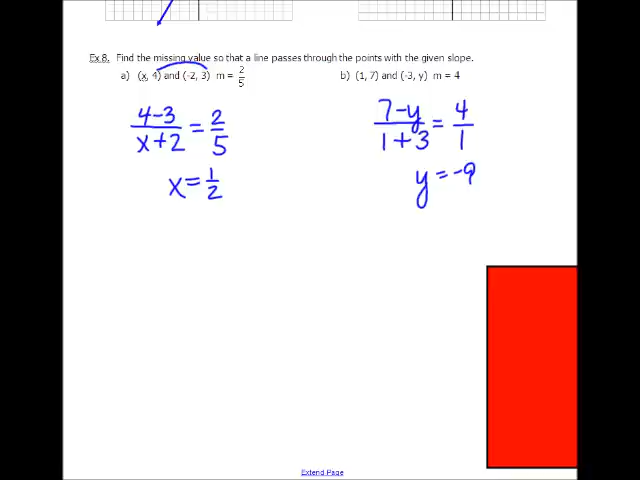 Ex 8. Find the missing value so that a line passes through the points with the given slope.
a) (x, 4) and (-2, 3) m = 2/5
b) (1, 7) and (-3, y) m = 4
4-3/x+2 = 2/5
7-y/1+3 = 4/1
x = 1/2
y = -9
Extend Page